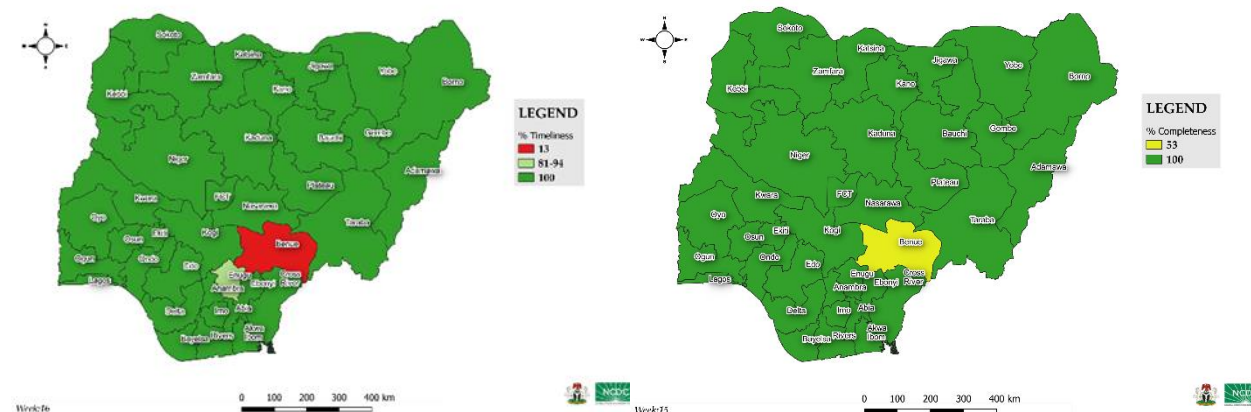 N
W
E
S
Sokoto
Katsina
Jigawa
Yobe
Borno
Zamfara
Kano
Kebbi
Kaduna
Bauchi
Gombe
Niger
Adamawa
Plateau
FCT
Kwara
Nasarawa
Taraba
Oyo
Kogi
Benue
Ekiti
Osun
Ondo
Edo
Ogun
Lagos
Enugu
Anambra
Ebonyi
Cross
River
Delta
Imo
Abia
Akwa
Ibom
Bayelsa
Rivers
LEGEND
% Timeliness
13
81-94
100
Week:16
0 100 200 300 400 km
NCDC
N
W
E
S
Sokoto
Katsina
Jigawa
Yobe
Borno
Zamfara
Kano
Kebbi
Kaduna
Bauchi
Gombe
Niger
Adamawa
Plateau
FCT
Kwara
Nasarawa
Taraba
Oyo
Kogi
Benue
Ekiti
Osun
Ondo
Edo
Ogun
Lagos
Enugu
Anambra
Ebonyi
Cross
River
Delta
Imo
Abia
Akwa
Ibom
Bayelsa
Rivers
LEGEND
% Completeness
53
100
Week:15
0 100 200 300 400 km
NCD